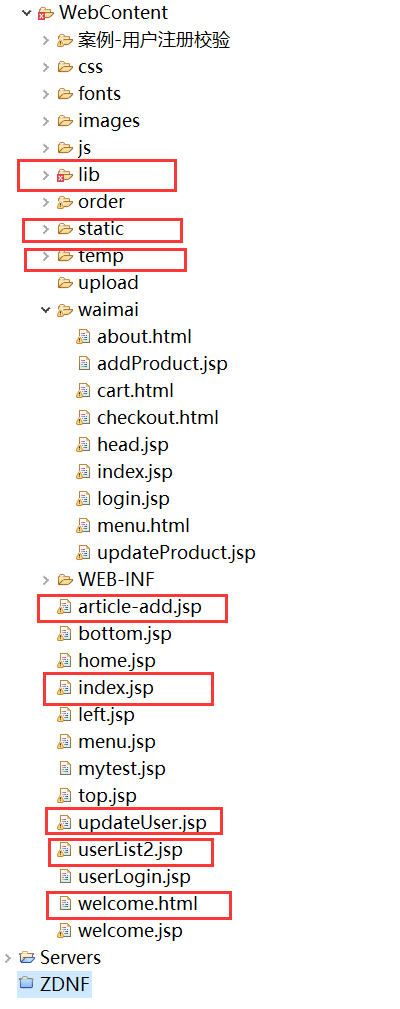 WebContent
案例-用户注册校验
css
fonts
images
js
lib
order
static
temp
upload
waimai
about.html
addProduct.jsp
cart.html
checkout.html
head.jsp
index.jsp
login.jsp
menu.html
updateProduct.jsp
WEB-INF
article-add.jsp
bottom.jsp
home.jsp
index.jsp
left.jsp
menu.jsp
mytest.jsp
top.jsp
updateUser.jsp
userList2.jsp
userLogin.jsp
welcome.html
welcome.jsp
Servers
ZDNF